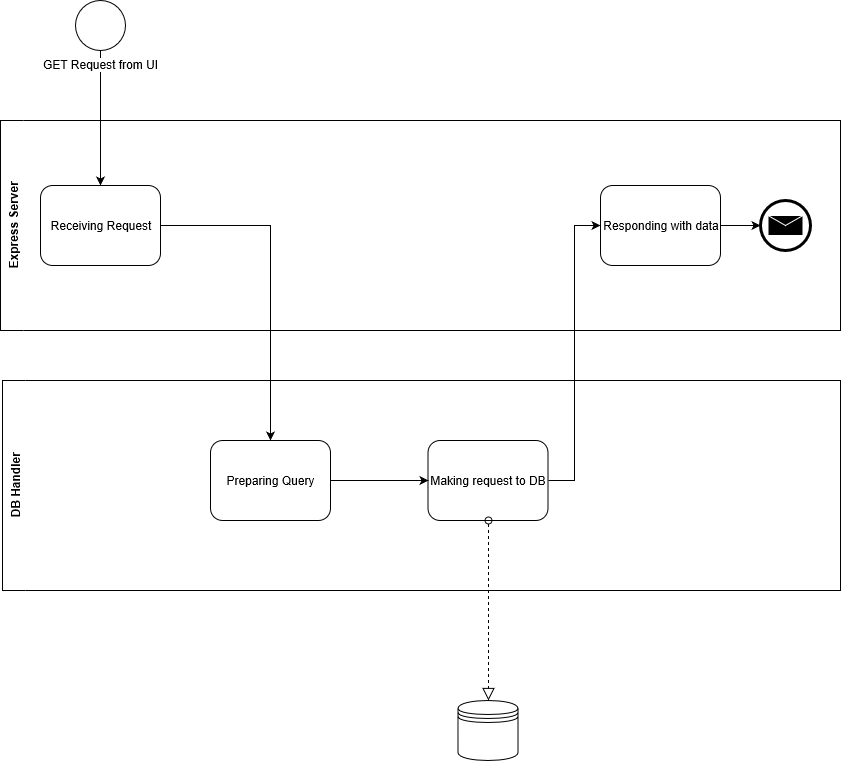 GET Request from UI
Express Server
Receiving Request
Responding with data
DB Handler
Preparing Query
Making request to DB